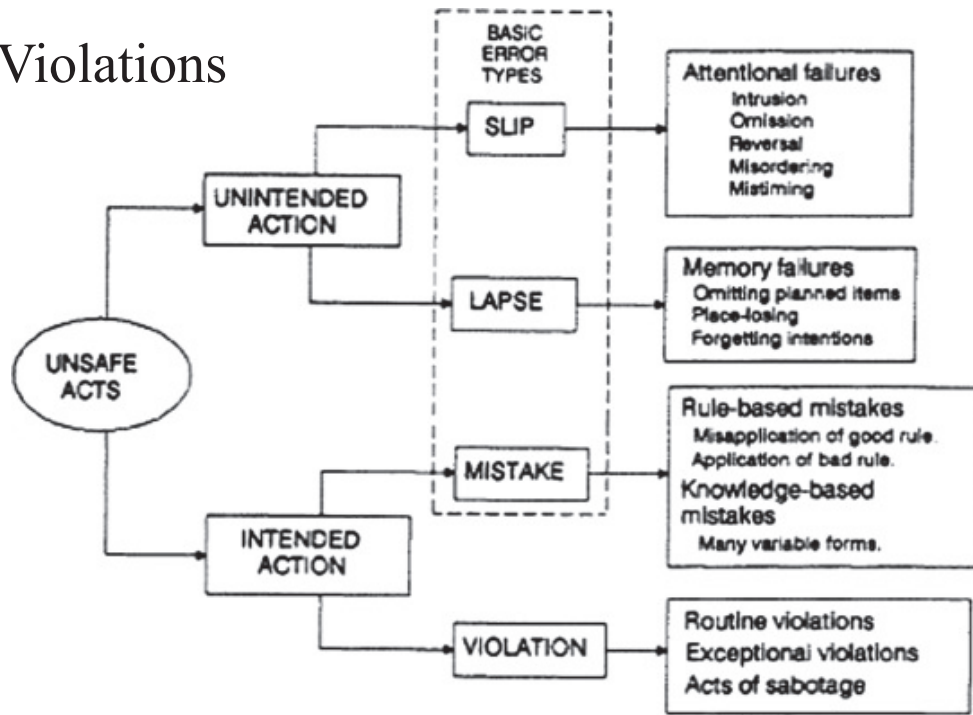 Violations
BASIC
ERROR
TYPES
SLIP
Attentional failures
Intrusion
Omission
Reversal
Misordering
Mistiming
UNINTENDED
ACTION
LAPSE
Memory failures
Omitting planned items
Place-losing
Forgetting intentions
UNSAFE
ACTS
MISTAKE
Rule-based mistakes
Misapplication of good rule.
Application of bad rule.
Knowledge-based
mistakes
Many variable forms.
INTENDED
ACTION
VIOLATION
Routine violations
Exceptional violations
Acts of sabotage